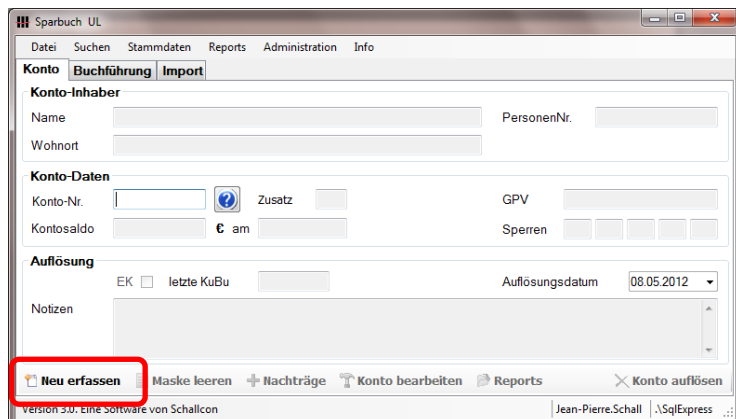 Sparbuch UL
Datei Suchen Stammdaten Reports Administration Info
Konto Buchführung Import
Konto-Inhaber
Name PersonenNr.
Wohnort
Konto-Daten
Konto-Nr. ? Zusatz GPV
Kontosaldo € am Sperren
Auflösung
EK letzte KuBu Auflösungsdatum 08.05.2012
Notizen
Neu erfassen Maske leeren Nachträge Konto bearbeiten Reports Konto auflösen
Version 3.0. Eine Software von Schallcon Jean-Pierre.Schall .\SqlExpress